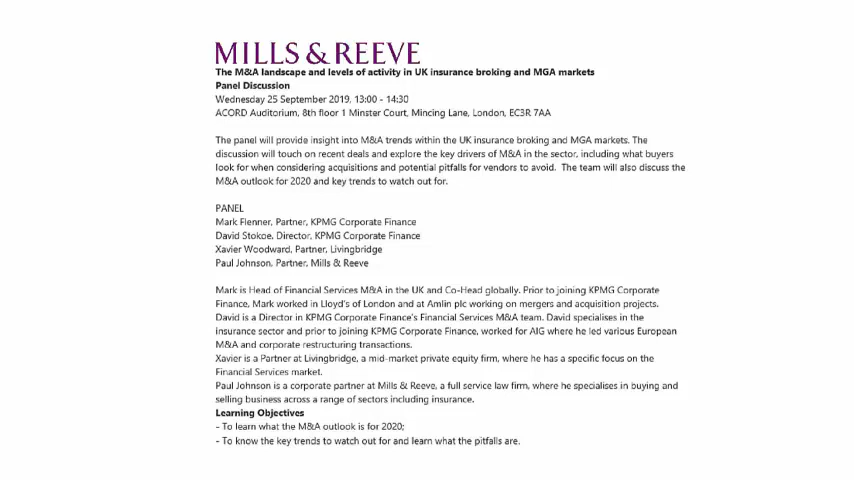 MILLS & REEVE
The M&A landscape and levels of activity in UK insurance broking and MGA markets
Panel Discussion
Wednesday 25 September 2019, 13:00 - 14:30
ACORD Auditorium, 8th floor 1 Minster Court, Mincing Lane, London, EC3R 7AA
The panel will provide insight into M&A trends within the UK insurance broking and MGA markets. The
discussion will touch on recent deals and explore the key drivers of M&A in the sector, including what buyers
look for when considering acquisitions and potential pitfalls for vendors to avoid. The team will also discuss the
M&A outlook for 2020 and key trends to watch out for.
PANEL
Mark Flenner, Partner, KPMG Corporate Finance
David Stokoe, Director, KPMG Corporate Finance
Xavier Woodward, Partner, Livingbridge
Paul Johnson, Partner, Mills & Reeve
Mark is Head of Financial Services M&A in the UK and Co-Head globally. Prior to joining KPMG Corporate
Finance, Mark worked in Lloyd's of London and at Amlin plc working on mergers and acquisition projects.
David is a Director in KPMG Corporate Finance's Financial Services M&A team. David specialises in the
insurance sector and prior to joining KPMG Corporate Finance, worked for AIG where he led various European
M&A and corporate restructuring transactions.
Xavier is a Partner at Livingbridge, a mid-market private equity firm, where he has a specific focus on the
Financial Services market.
Paul Johnson is a corporate partner at Mills & Reeve, a full service law firm, where he specialises in buying and
selling business across a range of sectors including insurance.
Learning Objectives
- To learn what the M&A outlook is for 2020;
- To know the key trends to watch out for and learn what the pitfalls are.